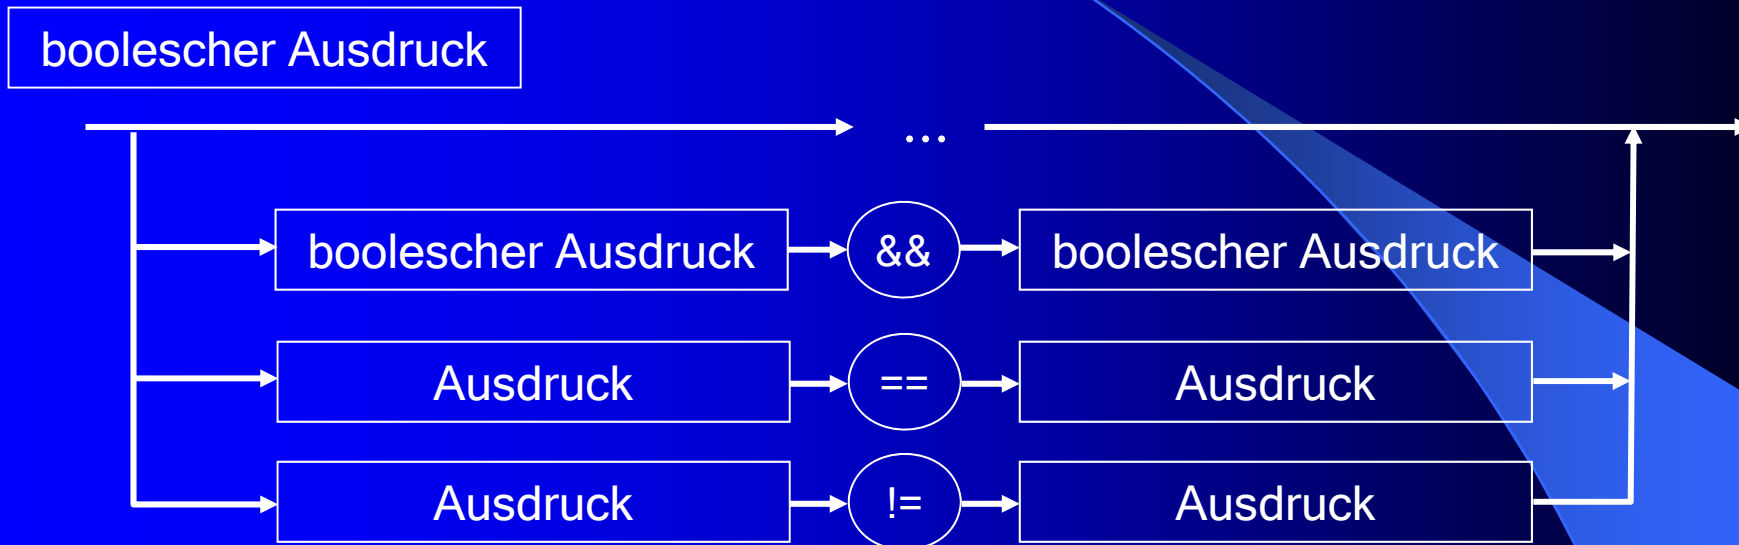 boolescher Ausdruck
...
boolescher Ausdruck && boolescher Ausdruck
Ausdruck == Ausdruck
Ausdruck != Ausdruck